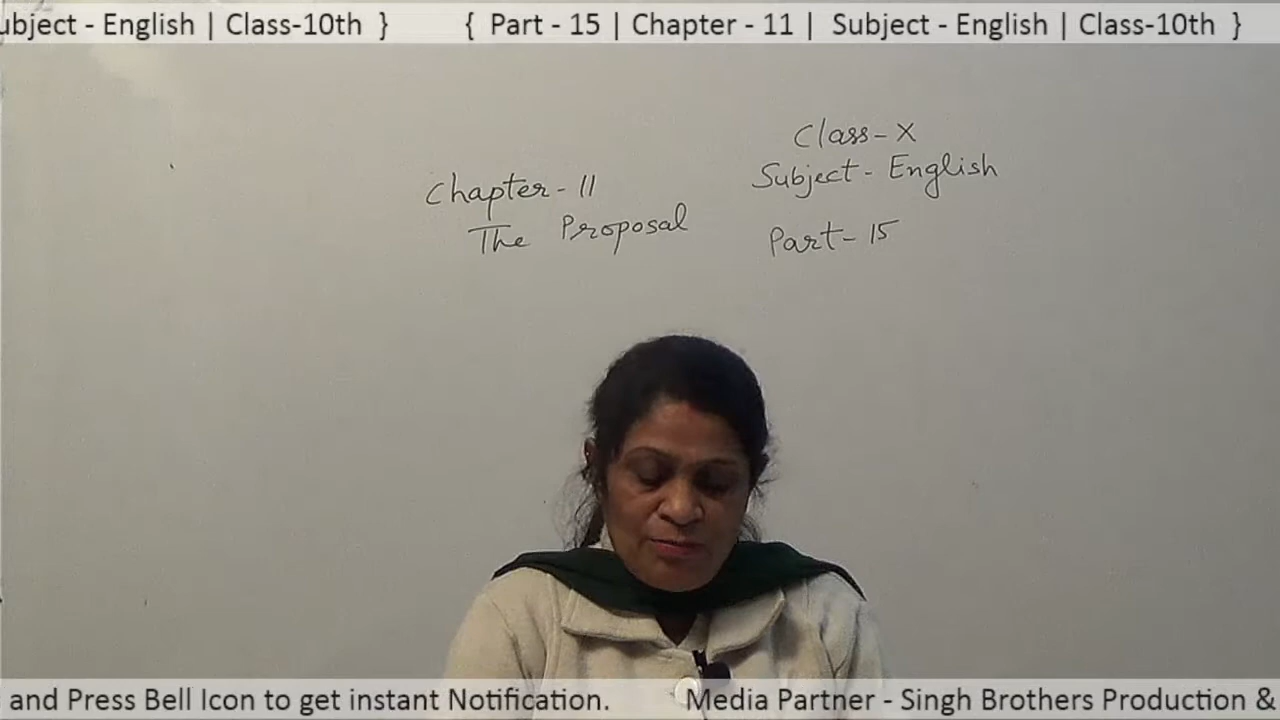 ubject - English | Class-10th } { Part - 15 | Chapter - 11 | Subject - English | Class-10th }
Class-X
Subject- English
Part- 15
Chapter- 11
The Proposal
and Press Bell Icon to get instant Notification. Media Partner - Singh Brothers Production &